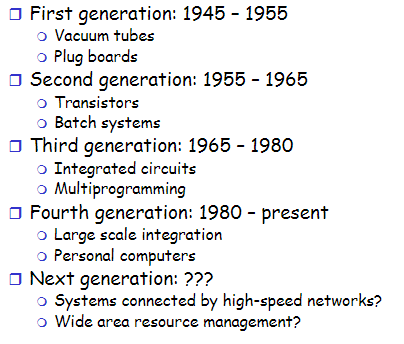 First generation: 1945 – 1955
Vacuum tubes
Plug boards
Second generation: 1955 – 1965
Transistors
Batch systems
Third generation: 1965 – 1980
Integrated circuits
Multiprogramming
Fourth generation: 1980 – present
Large scale integration
Personal computers
Next generation: ???
Systems connected by high-speed networks?
Wide area resource management?